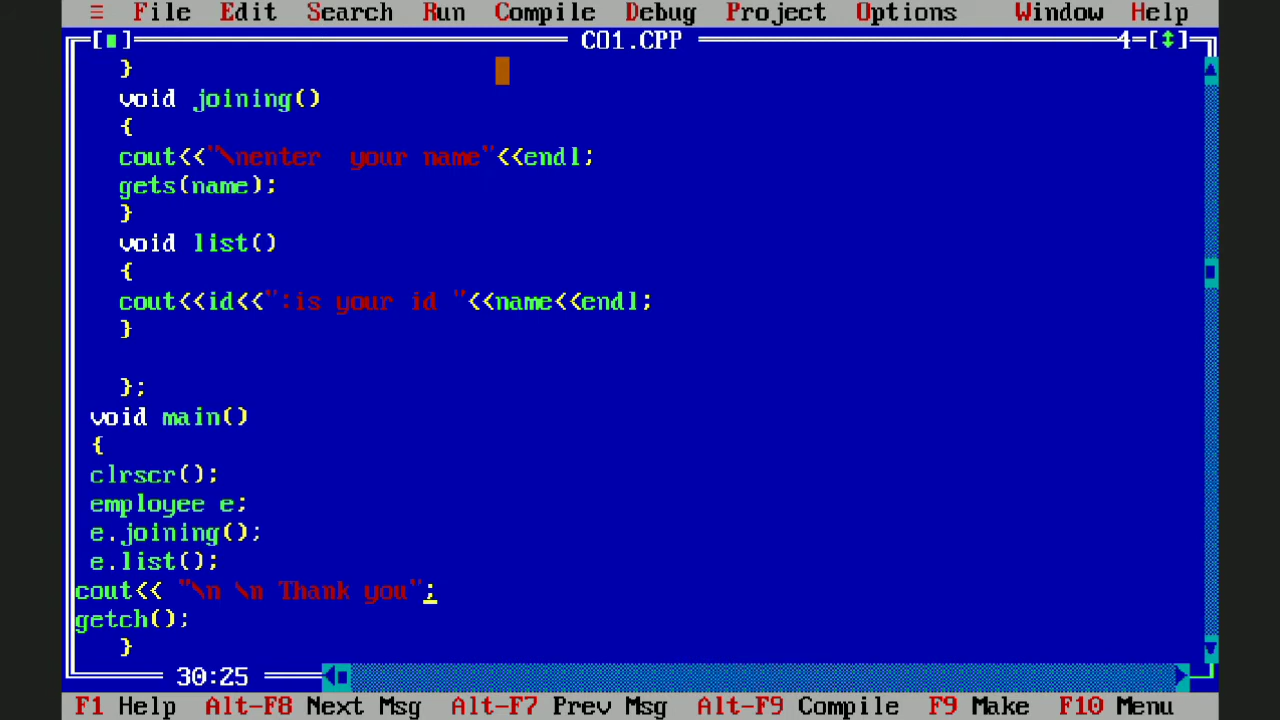 ≡ File Edit Search Run Compile Debug Project Options Window Help
[■] CO1.CPP 4=[↕]
}
void joining()
{
cout<<"\nenter  your name"<<endl;
gets(name);
}
void list()
{
cout<<id<<":is your id "<<name<<endl;
}
};
void main()
{
clrscr();
employee e;
e.joining();
e.list();
cout<< "\n \n Thank you";
getch();
}
30:25
F1 Help Alt-F8 Next Msg Alt-F7 Prev Msg Alt-F9 Compile F9 Make F10 Menu